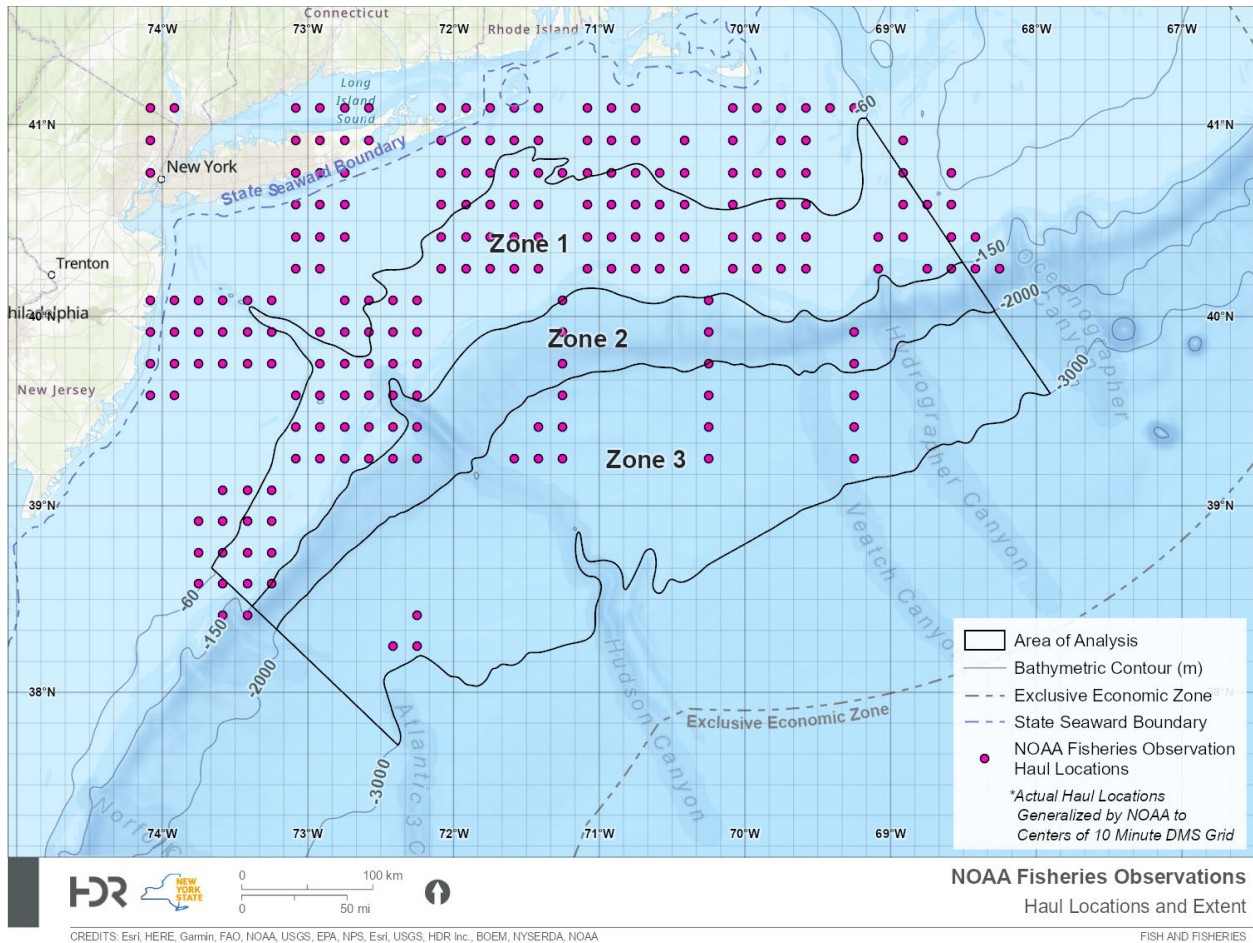 Connecticut
Rhode Island
74°W
73°W
72°W
71°W
70°W
69°W
68°W
67°W
Long
Island
Sound
-60
41°N
41°N
New York
State Seaward Boundary
Zone 1
Trenton
-150
Oceanographer
Canyon
-2000
hiladelphia
40°N
40°N
Zone 2
Hydrographer Canyon
-3000
New Jersey
Zone 3
39°N
39°N
Veatch Canyon
-60
-150
-2000
Hudson Canyon
38°N
38°N
Exclusive Economic Zone
Atlantic 3 C
-3000
Norfolk C
74°W
73°W
72°W
71°W
70°W
69°W
Area of Analysis
Bathymetric Contour (m)
Exclusive Economic Zone
State Seaward Boundary
NOAA Fisheries Observation
Haul Locations
*Actual Haul Locations
Generalized by NOAA to
Centers of 10 Minute DMS Grid
HDR
NEW
YORK
STATE
0
100 km
0
50 mi
NOAA Fisheries Observations
Haul Locations and Extent
CREDITS: Esri, HERE, Garmin, FAO, NOAA, USGS, EPA, NPS, Esri, USGS, HDR Inc., BOEM, NYSERDA, NOAA
FISH AND FISHERIES